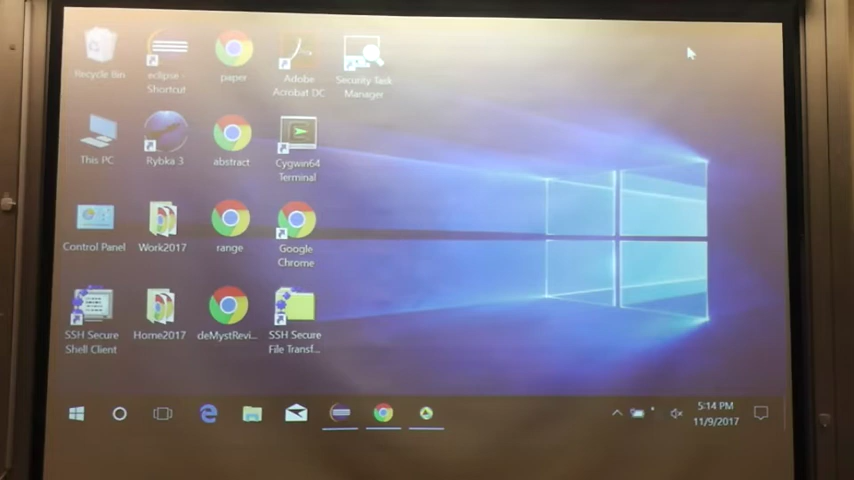 Recycle Bin
eclipse -
Shortcut
paper
Adobe
Acrobat DC
Security Task
Manager
This PC
Rybka 3
abstract
Cygwin64
Terminal
Control Panel
Work2017
range
Google
Chrome
SSH Secure
Shell Client
Home2017
deMystRevi...
SSH Secure
File Transf...
5:14 PM
11/9/2017